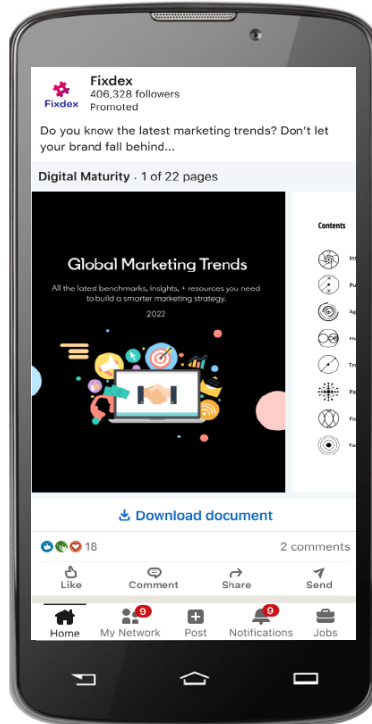 Fixdex
406,328 followers
Promoted
Fixdex
Do you know the latest marketing trends? Don't let
your brand fall behind...
Digital Maturity · 1 of 22 pages
Global Marketing Trends
All the latest benchmarks, insights, + resources you need
to build a smarter marketing strategy.
2022
Contents
Download document
18
2 comments
Like
Comment
Share
Send
9
9
Home
My Network
Post
Notifications
Jobs